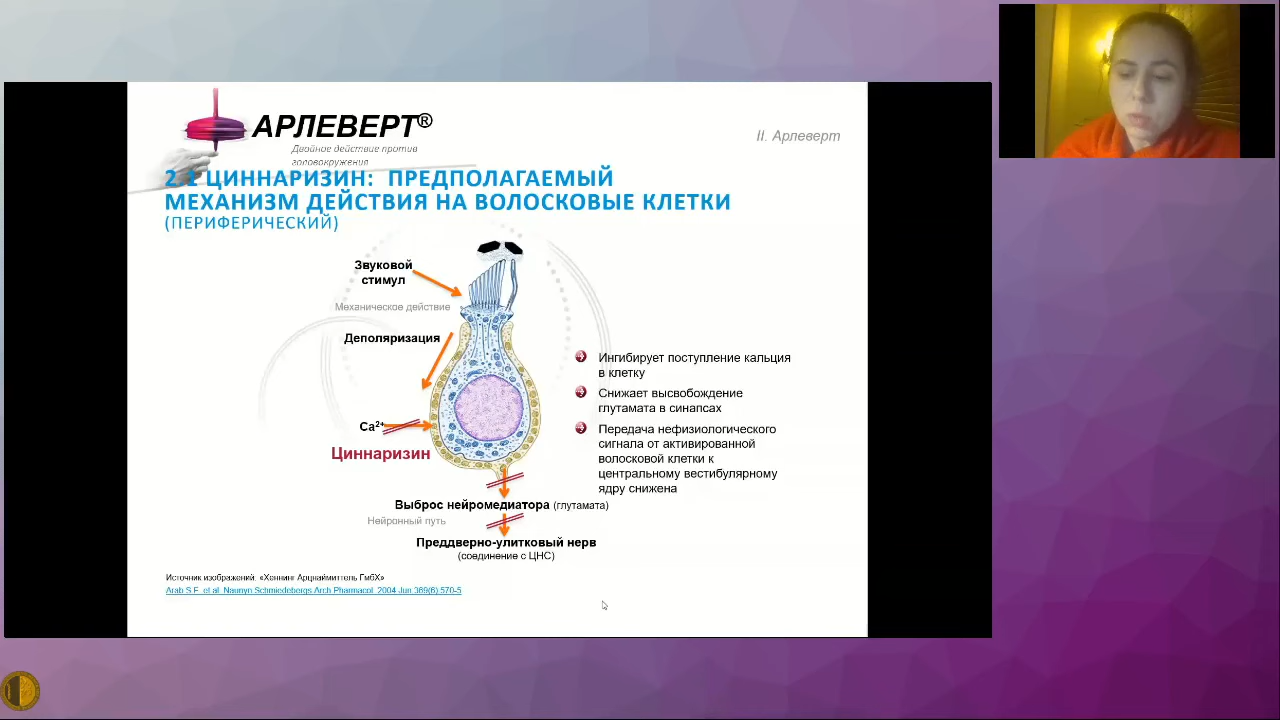 АРЛЕВЕРТ®
Двойное действие против
головокружения
II. Арлеверт
2.1 ЦИННАРИЗИН: ПРЕДПОЛАГАЕМЫЙ
МЕХАНИЗМ ДЕЙСТВИЯ НА ВОЛОСКОВЫЕ КЛЕТКИ
(ПЕРИФЕРИЧЕСКИЙ)
Звуковой
стимул
Механическое действие
Деполяризация
Ca²⁺
Циннаризин
Ингибирует поступление кальция
в клетку
Снижает высвобождение
глутамата в синапсах
Передача нефизиологического
сигнала от активированной
волосковой клетки к
центральному вестибулярному
ядру снижена
Выброс нейромедиатора (глутамата)
Нейронный путь
Преддверно-улитковый нерв
(соединение с ЦНС)
Источник изображений: «Хеннинг Арцнаймиттель ГмбХ»
Arab S.F. et al. Naunyn Schmiedebergs Arch Pharmacol. 2004 Jun;369(6):570-5